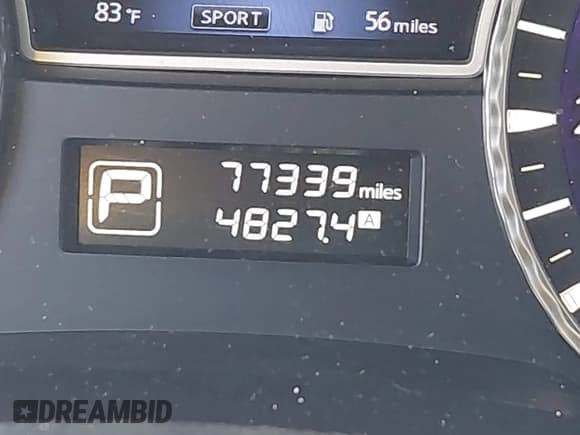 83°F SPORT 56 miles
P
77339 miles
4827.4 A
DREAMBID